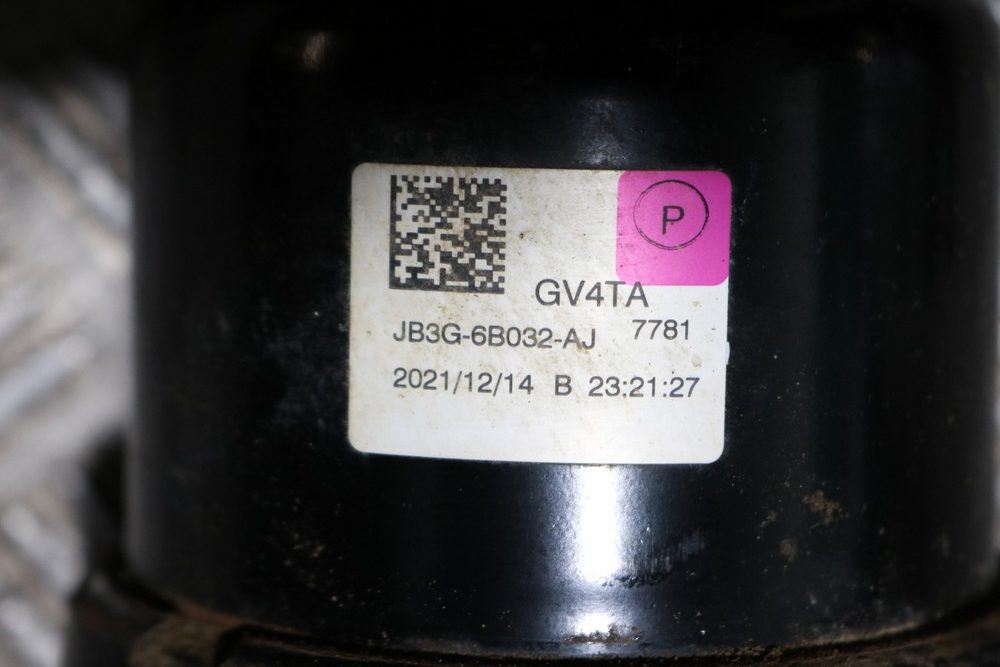 P
GV4TA
JB3G-6B032-AJ 7781
2021/12/14 B 23:21:27